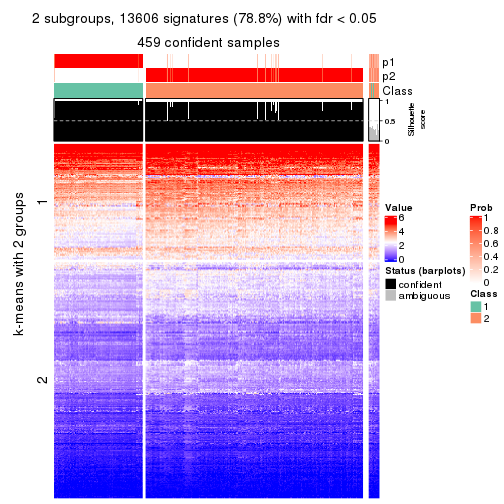 2 subgroups, 13606 signatures (78.8%) with fdr < 0.05
459 confident samples
p1
p2
Class
1
0.5
0
Silhouette
score
k-means with 2 groups
1
2
Value
6
4
2
0
Status (barplots)
confident
ambiguous
Prob
1
0.8
0.6
0.4
0.2
0
Class
1
2